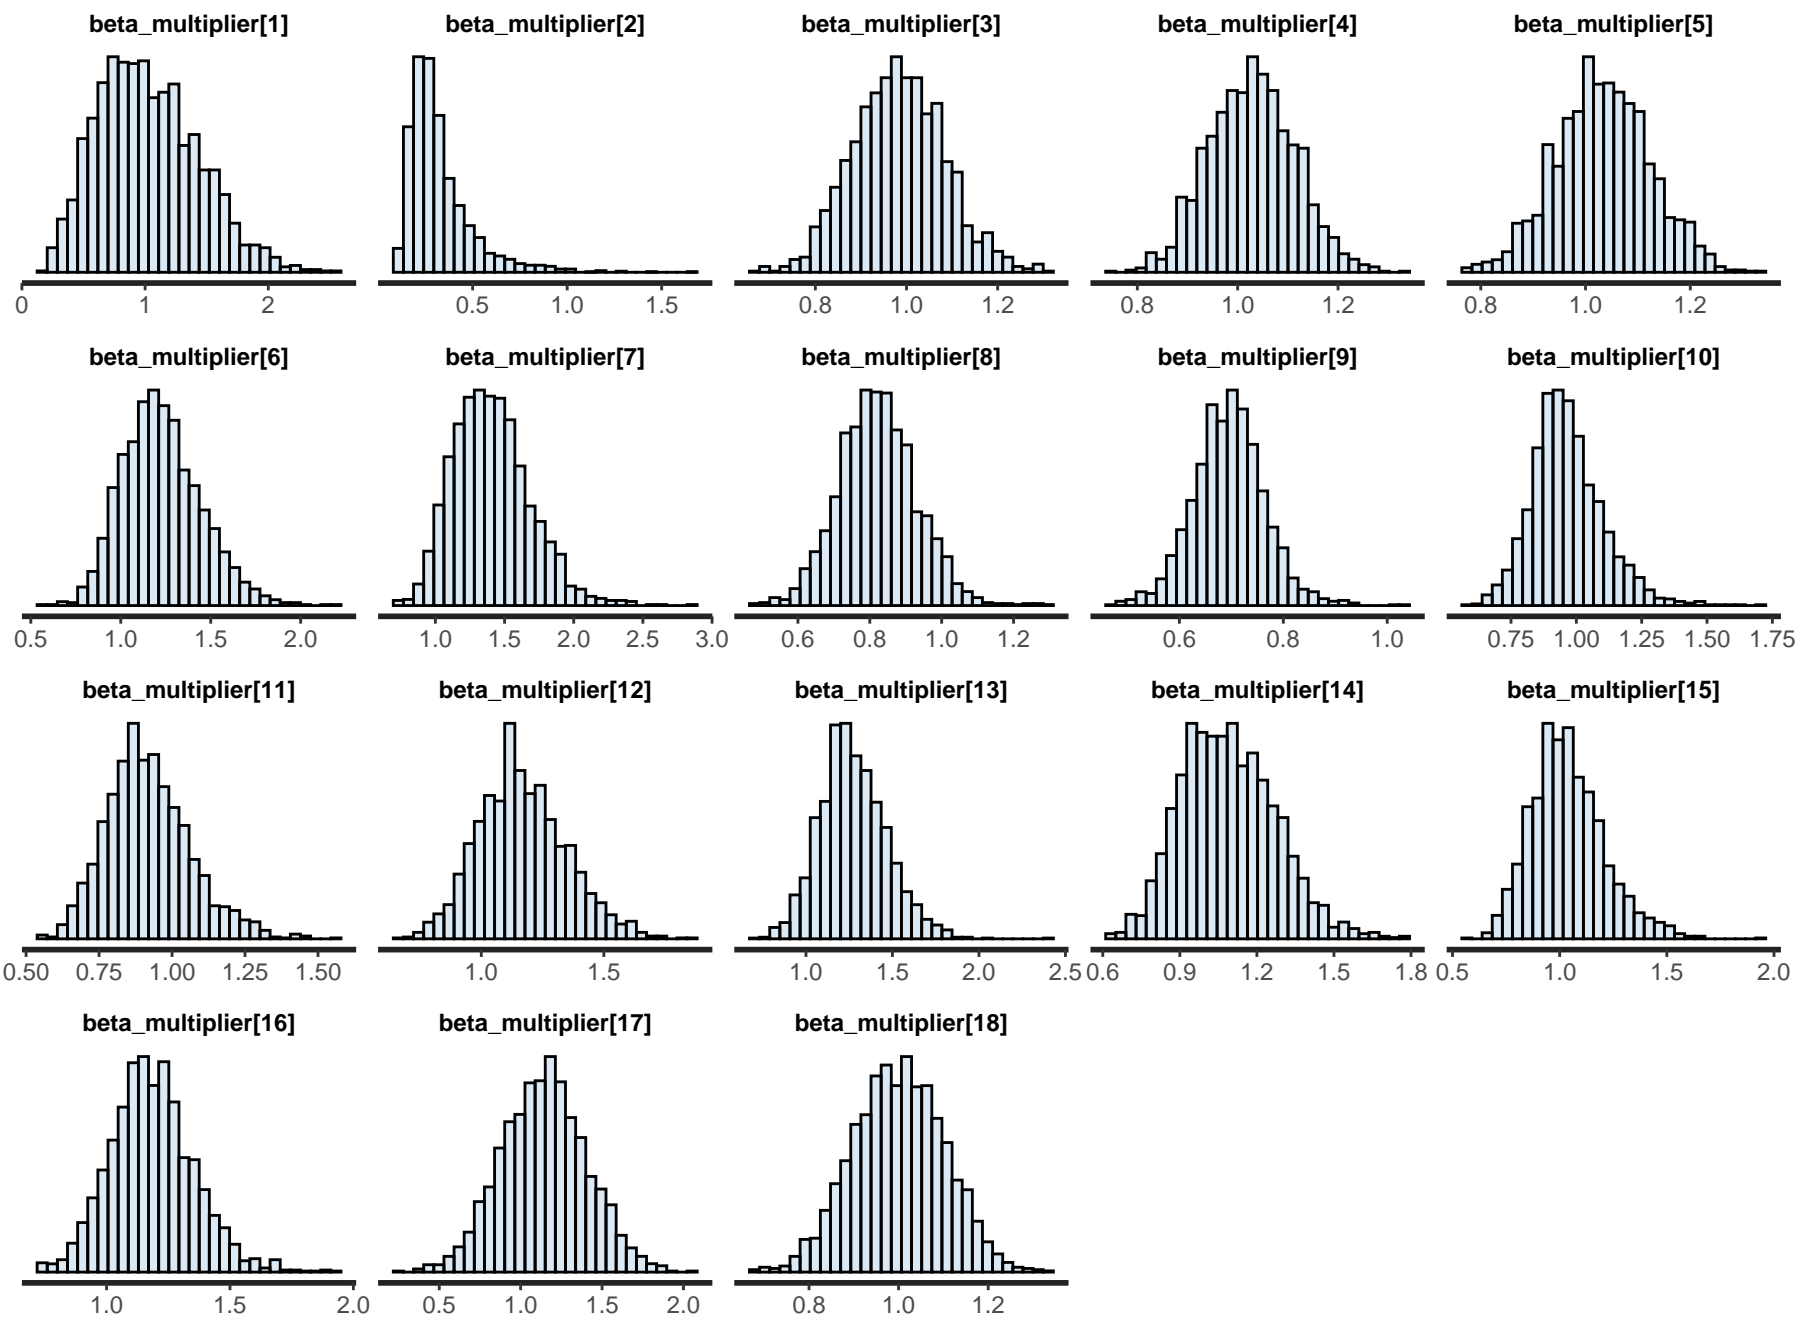 beta_multiplier[1] beta_multiplier[2] beta_multiplier[3] beta_multiplier[4] beta_multiplier[5]
0 1 2 0.5 1.0 1.5 0.8 1.0 1.2 0.8 1.0 1.2 0.8 1.0 1.2
beta_multiplier[6] beta_multiplier[7] beta_multiplier[8] beta_multiplier[9] beta_multiplier[10]
0.5 1.0 1.5 2.0 1.0 1.5 2.0 2.5 3.0 0.6 0.8 1.0 1.2 0.6 0.8 1.0 0.75 1.00 1.25 1.50 1.75
beta_multiplier[11] beta_multiplier[12] beta_multiplier[13] beta_multiplier[14] beta_multiplier[15]
0.50 0.75 1.00 1.25 1.50 1.0 1.5 1.0 1.5 2.0 2.5 0.6 0.9 1.2 1.5 1.8 0.5 1.0 1.5 2.0
beta_multiplier[16] beta_multiplier[17] beta_multiplier[18]
1.0 1.5 2.0 0.5 1.0 1.5 2.0 0.8 1.0 1.2